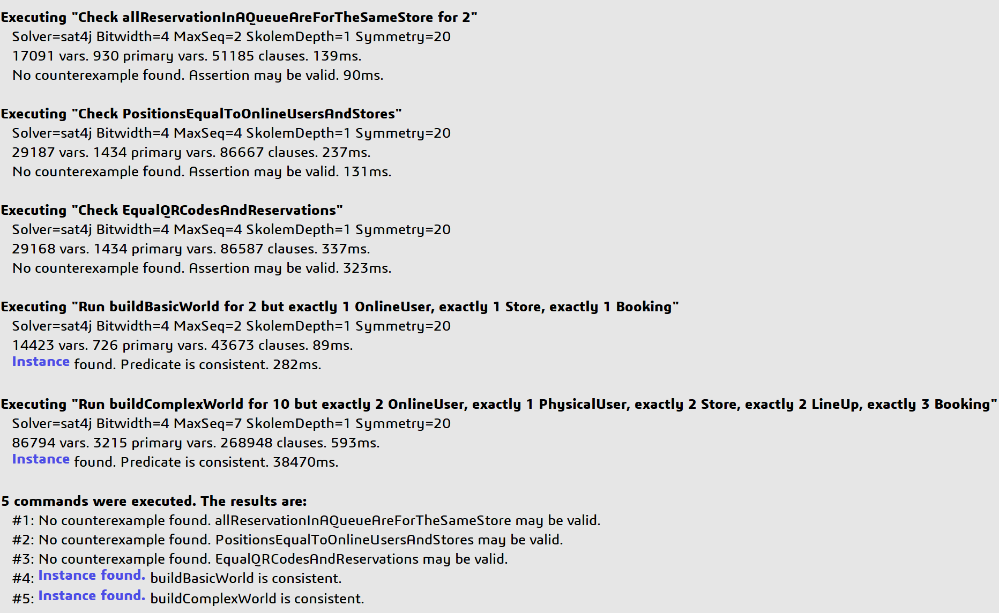 Executing "Check allReservationInAQueueAreForTheSameStore for 2"
Solver=sat4j Bitwidth=4 MaxSeq=2 SkolemDepth=1 Symmetry=20
17091 vars. 930 primary vars. 51185 clauses. 139ms.
No counterexample found. Assertion may be valid. 90ms.
Executing "Check PositionsEqualToOnlineUsersAndStores"
Solver=sat4j Bitwidth=4 MaxSeq=4 SkolemDepth=1 Symmetry=20
29187 vars. 1434 primary vars. 86667 clauses. 237ms.
No counterexample found. Assertion may be valid. 131ms.
Executing "Check EqualQRCodesAndReservations"
Solver=sat4j Bitwidth=4 MaxSeq=4 SkolemDepth=1 Symmetry=20
29168 vars. 1434 primary vars. 86587 clauses. 337ms.
No counterexample found. Assertion may be valid. 323ms.
Executing "Run buildBasicWorld for 2 but exactly 1 OnlineUser, exactly 1 Store, exactly 1 Booking"
Solver=sat4j Bitwidth=4 MaxSeq=2 SkolemDepth=1 Symmetry=20
14423 vars. 726 primary vars. 43673 clauses. 89ms.
Instance found. Predicate is consistent. 282ms.
Executing "Run buildComplexWorld for 10 but exactly 2 OnlineUser, exactly 1 PhysicalUser, exactly 2 Store, exactly 2 LineUp, exactly 3 Booking"
Solver=sat4j Bitwidth=4 MaxSeq=7 SkolemDepth=1 Symmetry=20
86794 vars. 3215 primary vars. 268948 clauses. 593ms.
Instance found. Predicate is consistent. 38470ms.
5 commands were executed. The results are:
#1: No counterexample found. allReservationInAQueueAreForTheSameStore may be valid.
#2: No counterexample found. PositionsEqualToOnlineUsersAndStores may be valid.
#3: No counterexample found. EqualQRCodesAndReservations may be valid.
#4: Instance found. buildBasicWorld is consistent.
#5: Instance found. buildComplexWorld is consistent.